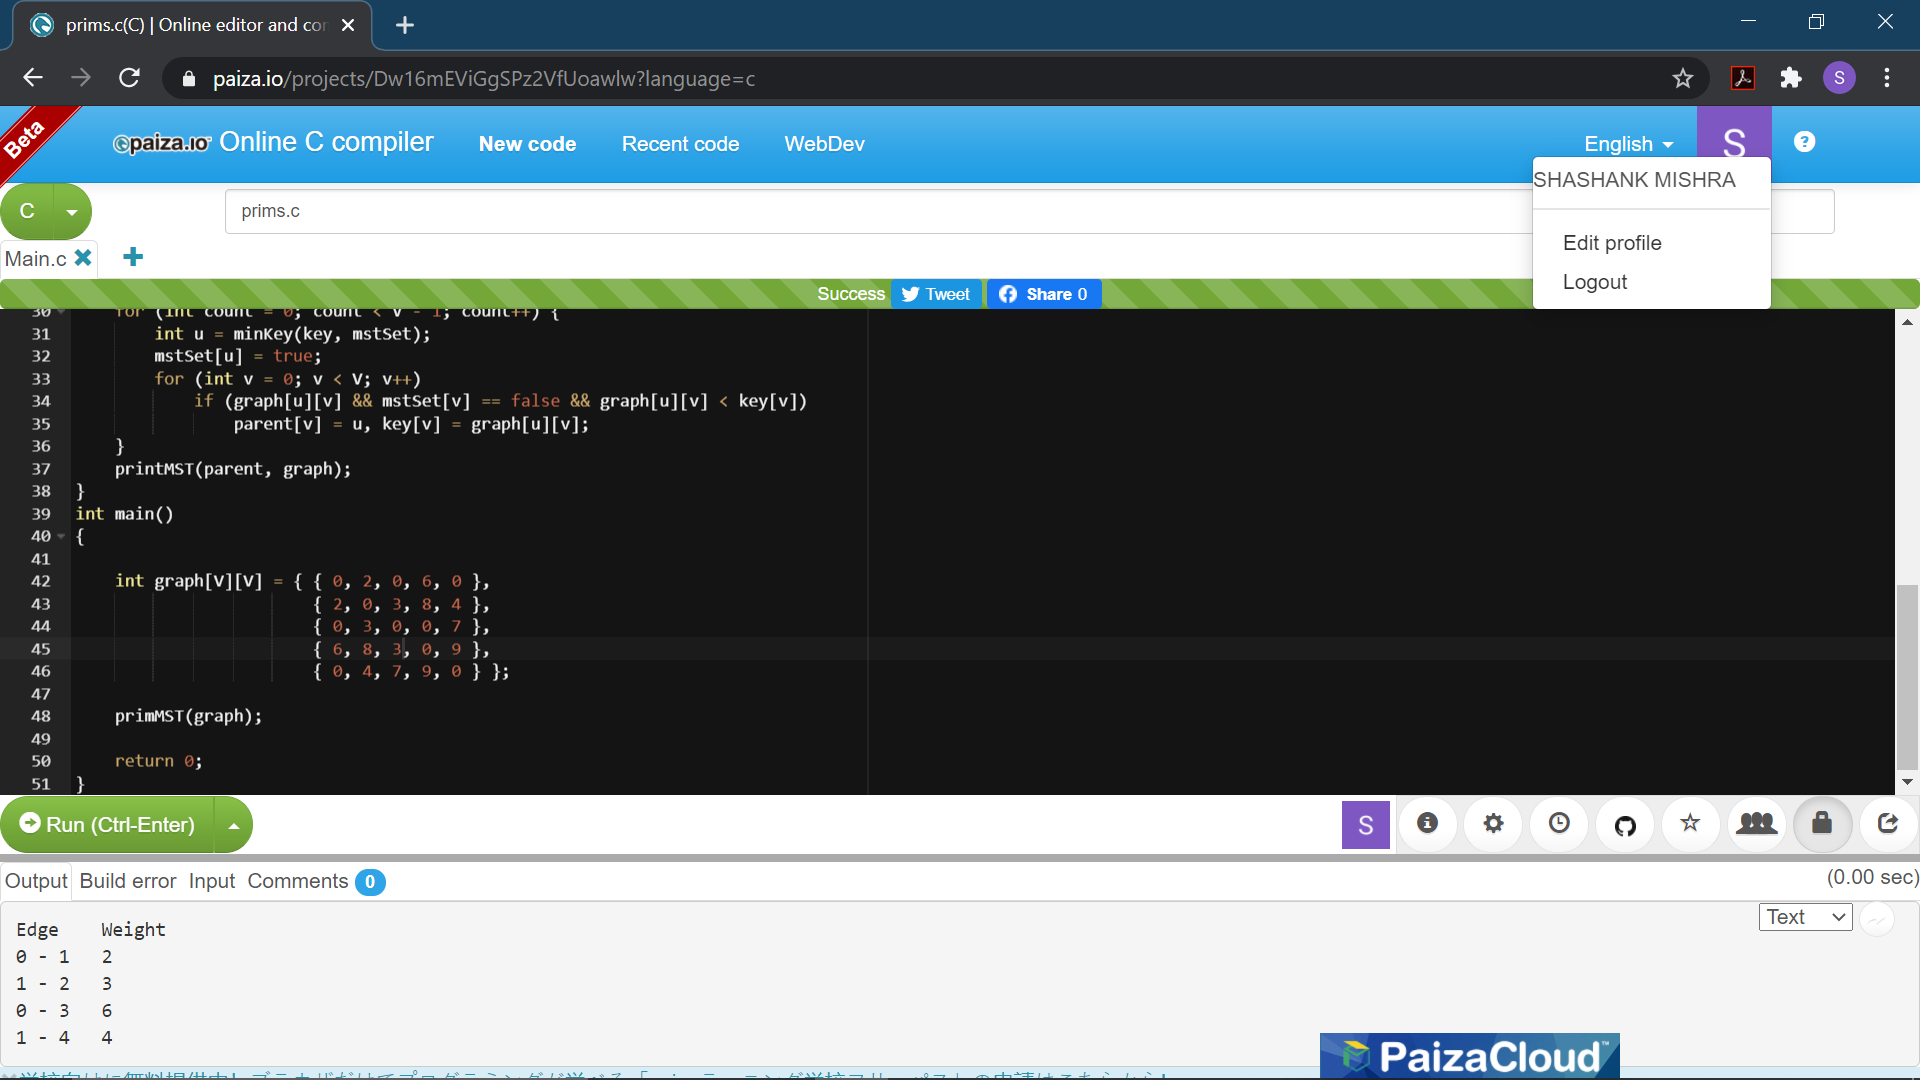 prims.c(C) | Online editor and cor
paiza.io/projects/Dw16mEViGgSPz2VfUoawlw?language=c
S
Beta
paiza.IO Online C compiler
New code
Recent code
WebDev
English
S
?
SHASHANK MISHRA
Edit profile
Logout
C
prims.c
Main.c
Success
Tweet
Share 0
30 for (int count = 0; count < V - 1; count++) {
31 int u = minKey(key, mstSet);
32 mstSet[u] = true;
33 for (int v = 0; v < V; v++)
34 if (graph[u][v] && mstSet[v] == false && graph[u][v] < key[v])
35 parent[v] = u, key[v] = graph[u][v];
36 }
37 printMST(parent, graph);
38 }
39 int main()
40 {
41
42 int graph[V][V] = { { 0, 2, 0, 6, 0 },
43 { 2, 0, 3, 8, 4 },
44 { 0, 3, 0, 0, 7 },
45 { 6, 8, 3, 0, 9 },
46 { 0, 4, 7, 9, 0 } };
47
48 primMST(graph);
49
50 return 0;
51 }
Run (Ctrl-Enter)
S
Output
Build error
Input
Comments 0
(0.00 sec)
Text
Edge Weight
0 - 1 2
1 - 2 3
0 - 3 6
1 - 4 4
PaizaCloud™